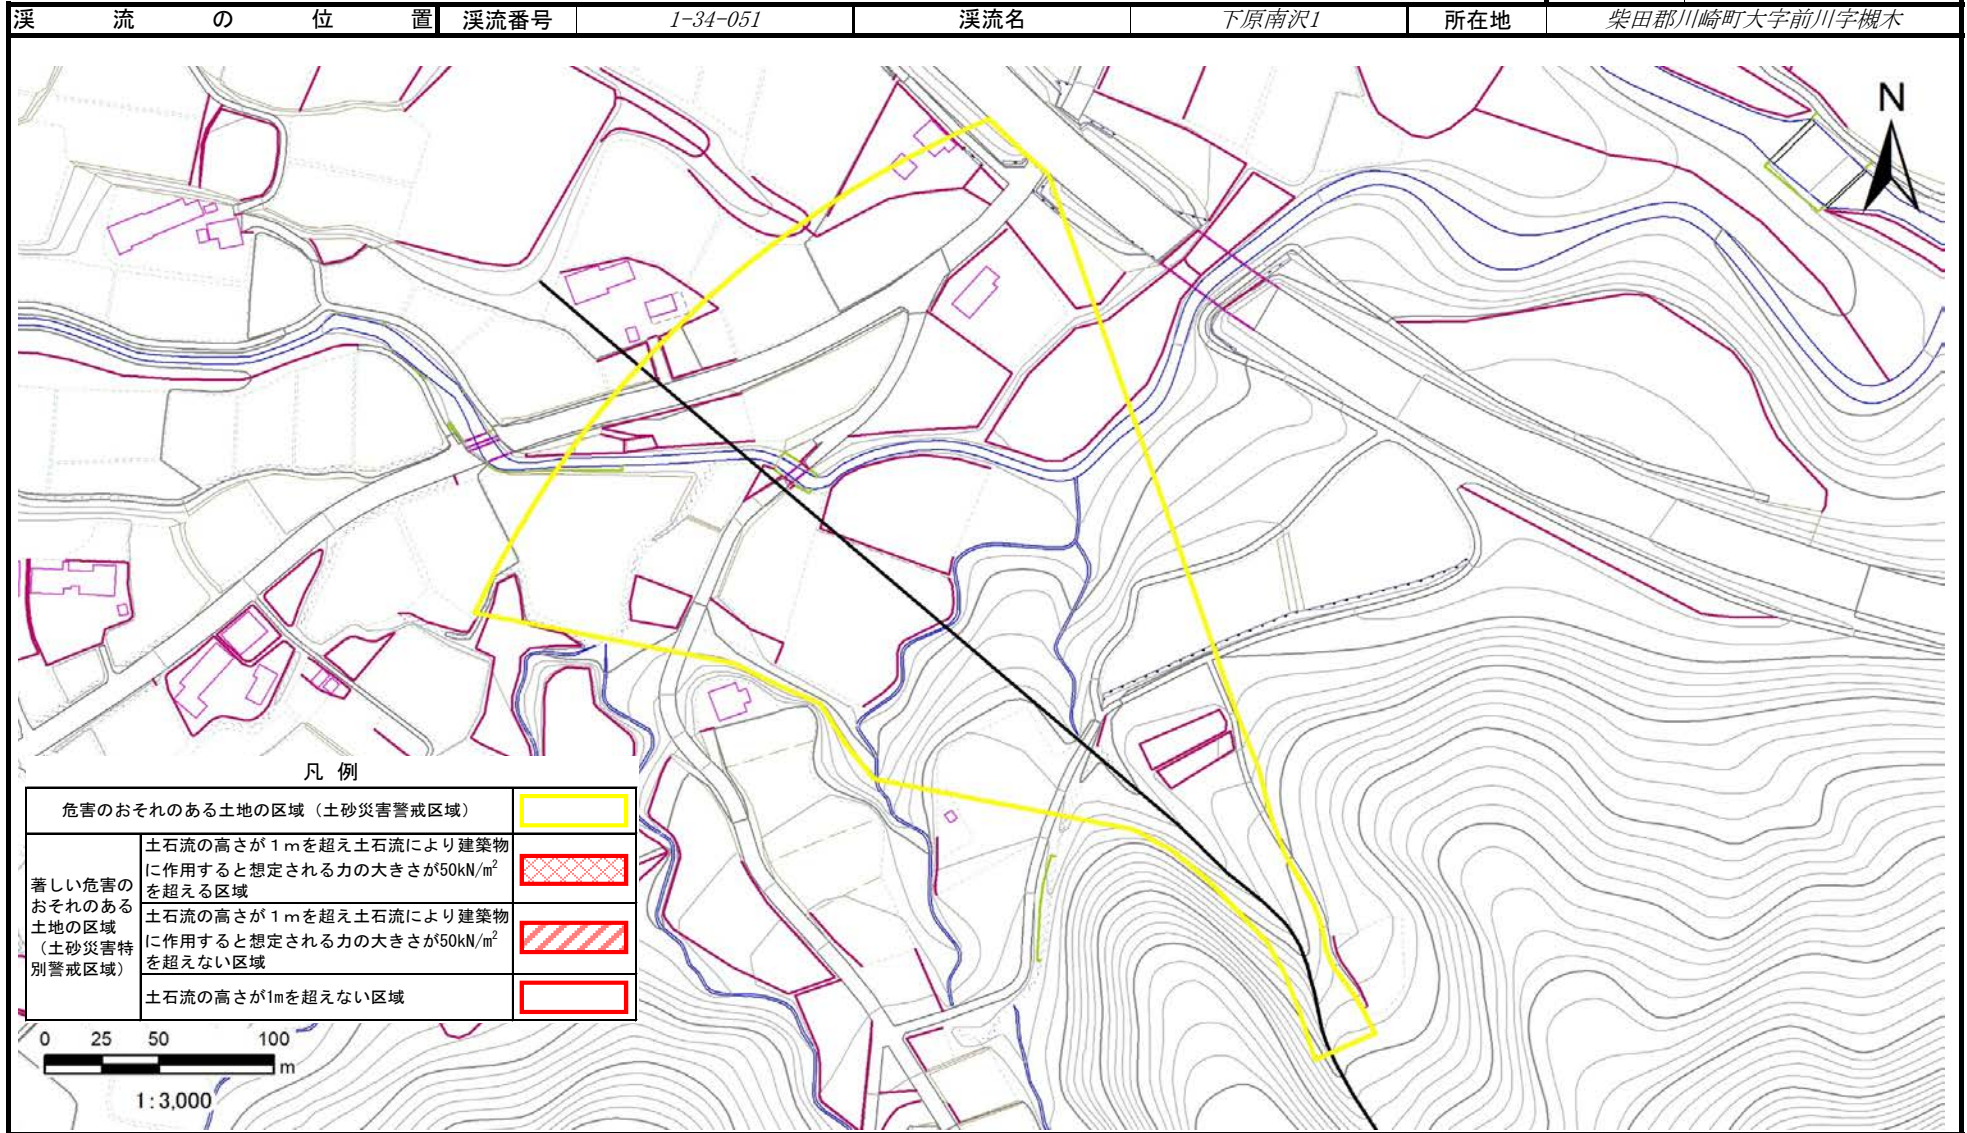 渓流の位置 渓流番号 1-34-051 渓流名 下原南沢1 所在地 柴田郡川崎町大字前川字槻木
N
凡 例
危害のおそれのある土地の区域（土砂災害警戒区域）
著しい危害の
おそれのある
土地の区域
（土砂災害特
別警戒区域）
土石流の高さが１ｍを超え土石流により建築物
に作用すると想定される力の大きさが50kN/m²
を超える区域
土石流の高さが１ｍを超え土石流により建築物
に作用すると想定される力の大きさが50kN/m²
を超えない区域
土石流の高さが1mを超えない区域
0 25 50 100
m
1:3,000